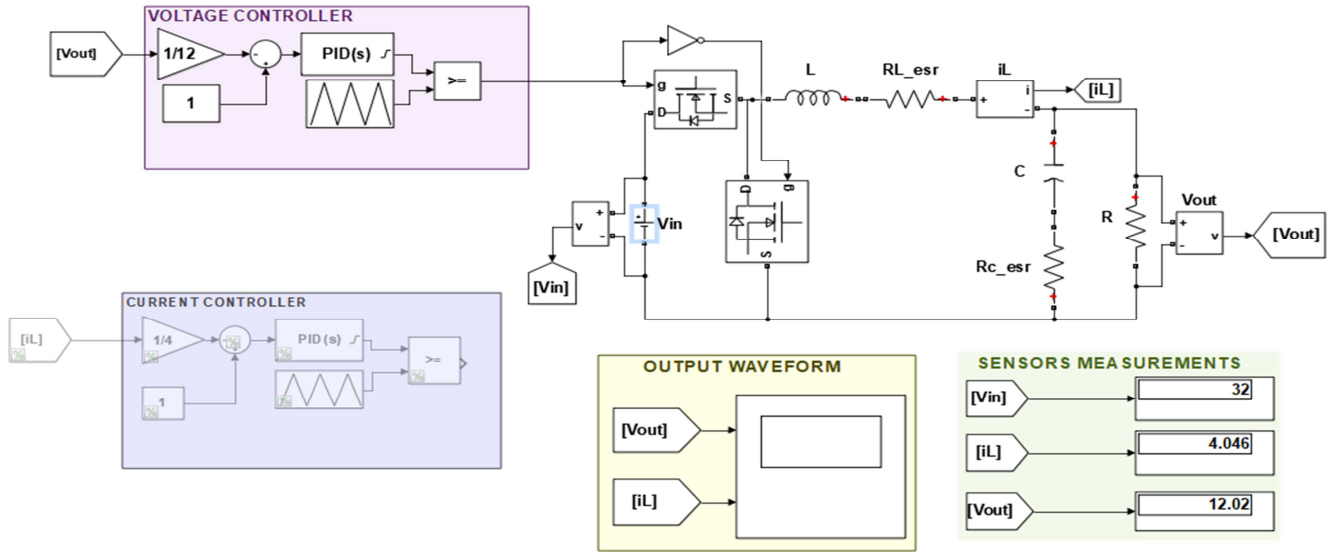 VOLTAGE CONTROLLER
[Vout]
1/12
-
+
PID(s)
1
>=
g
D
S
L
RL_esr
iL
+
i
-
[iL]
D
g
S
C
Rc_esr
R
Vout
+
-
v
[Vout]
v
+
-
+
Vin
[Vin]
CURRENT CONTROLLER
[iL]
%
1/4
%
%
PID(s)
%
%
1
%
>=
%
OUTPUT WAVEFORM
[Vout]
[iL]
SENSORS MEASUREMENTS
[Vin]
32
[iL]
4.046
[Vout]
12.02